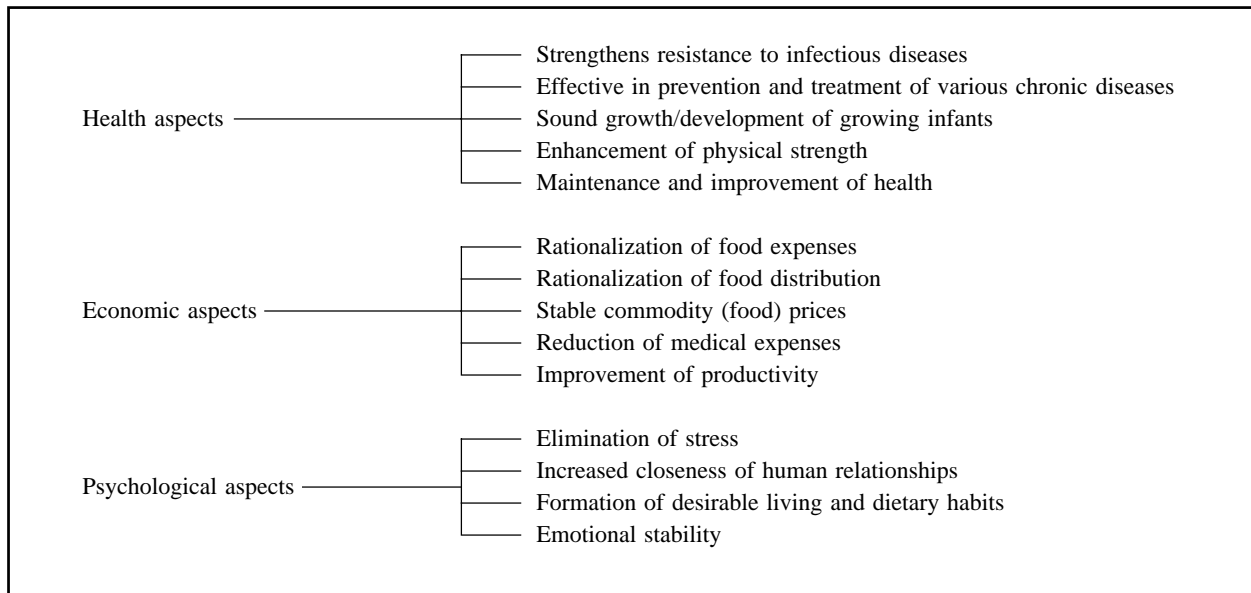 Strengthens resistance to infectious diseases
Effective in prevention and treatment of various chronic diseases
Health aspects
Sound growth/development of growing infants
Enhancement of physical strength
Maintenance and improvement of health
Rationalization of food expenses
Rationalization of food distribution
Economic aspects
Stable commodity (food) prices
Reduction of medical expenses
Improvement of productivity
Elimination of stress
Increased closeness of human relationships
Psychological aspects
Formation of desirable living and dietary habits
Emotional stability